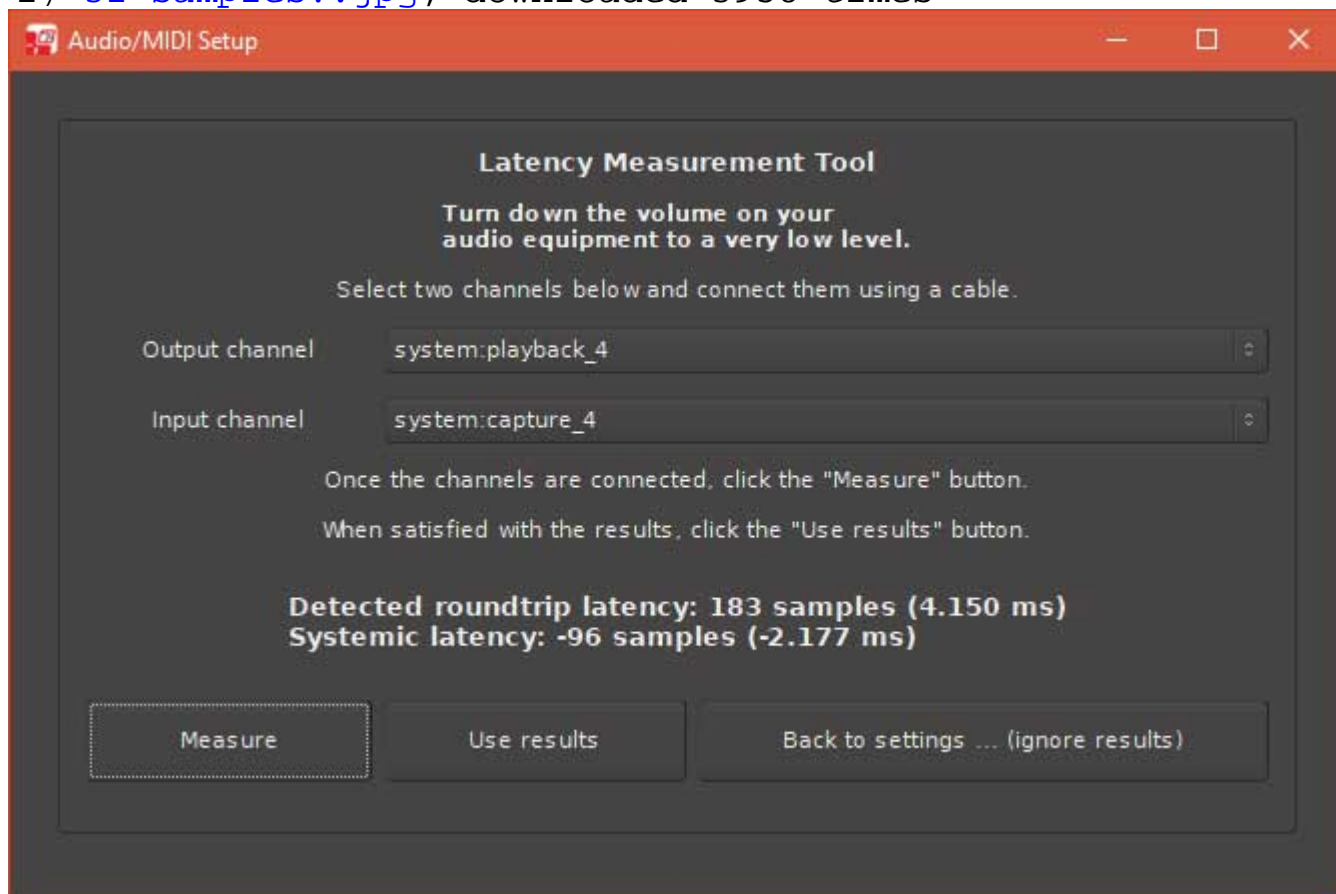 Audio/MIDI Setup
Latency Measurement Tool
Turn down the volume on your
audio equipment to a very low level.
Select two channels below and connect them using a cable.
Output channel system:playback_4
Input channel system:capture_4
Once the channels are connected, click the "Measure" button.
When satisfied with the results, click the "Use results" button.
Detected roundtrip latency: 183 samples (4.150 ms)
Systemic latency: -96 samples (-2.177 ms)
Measure Use results Back to settings ... (ignore results)